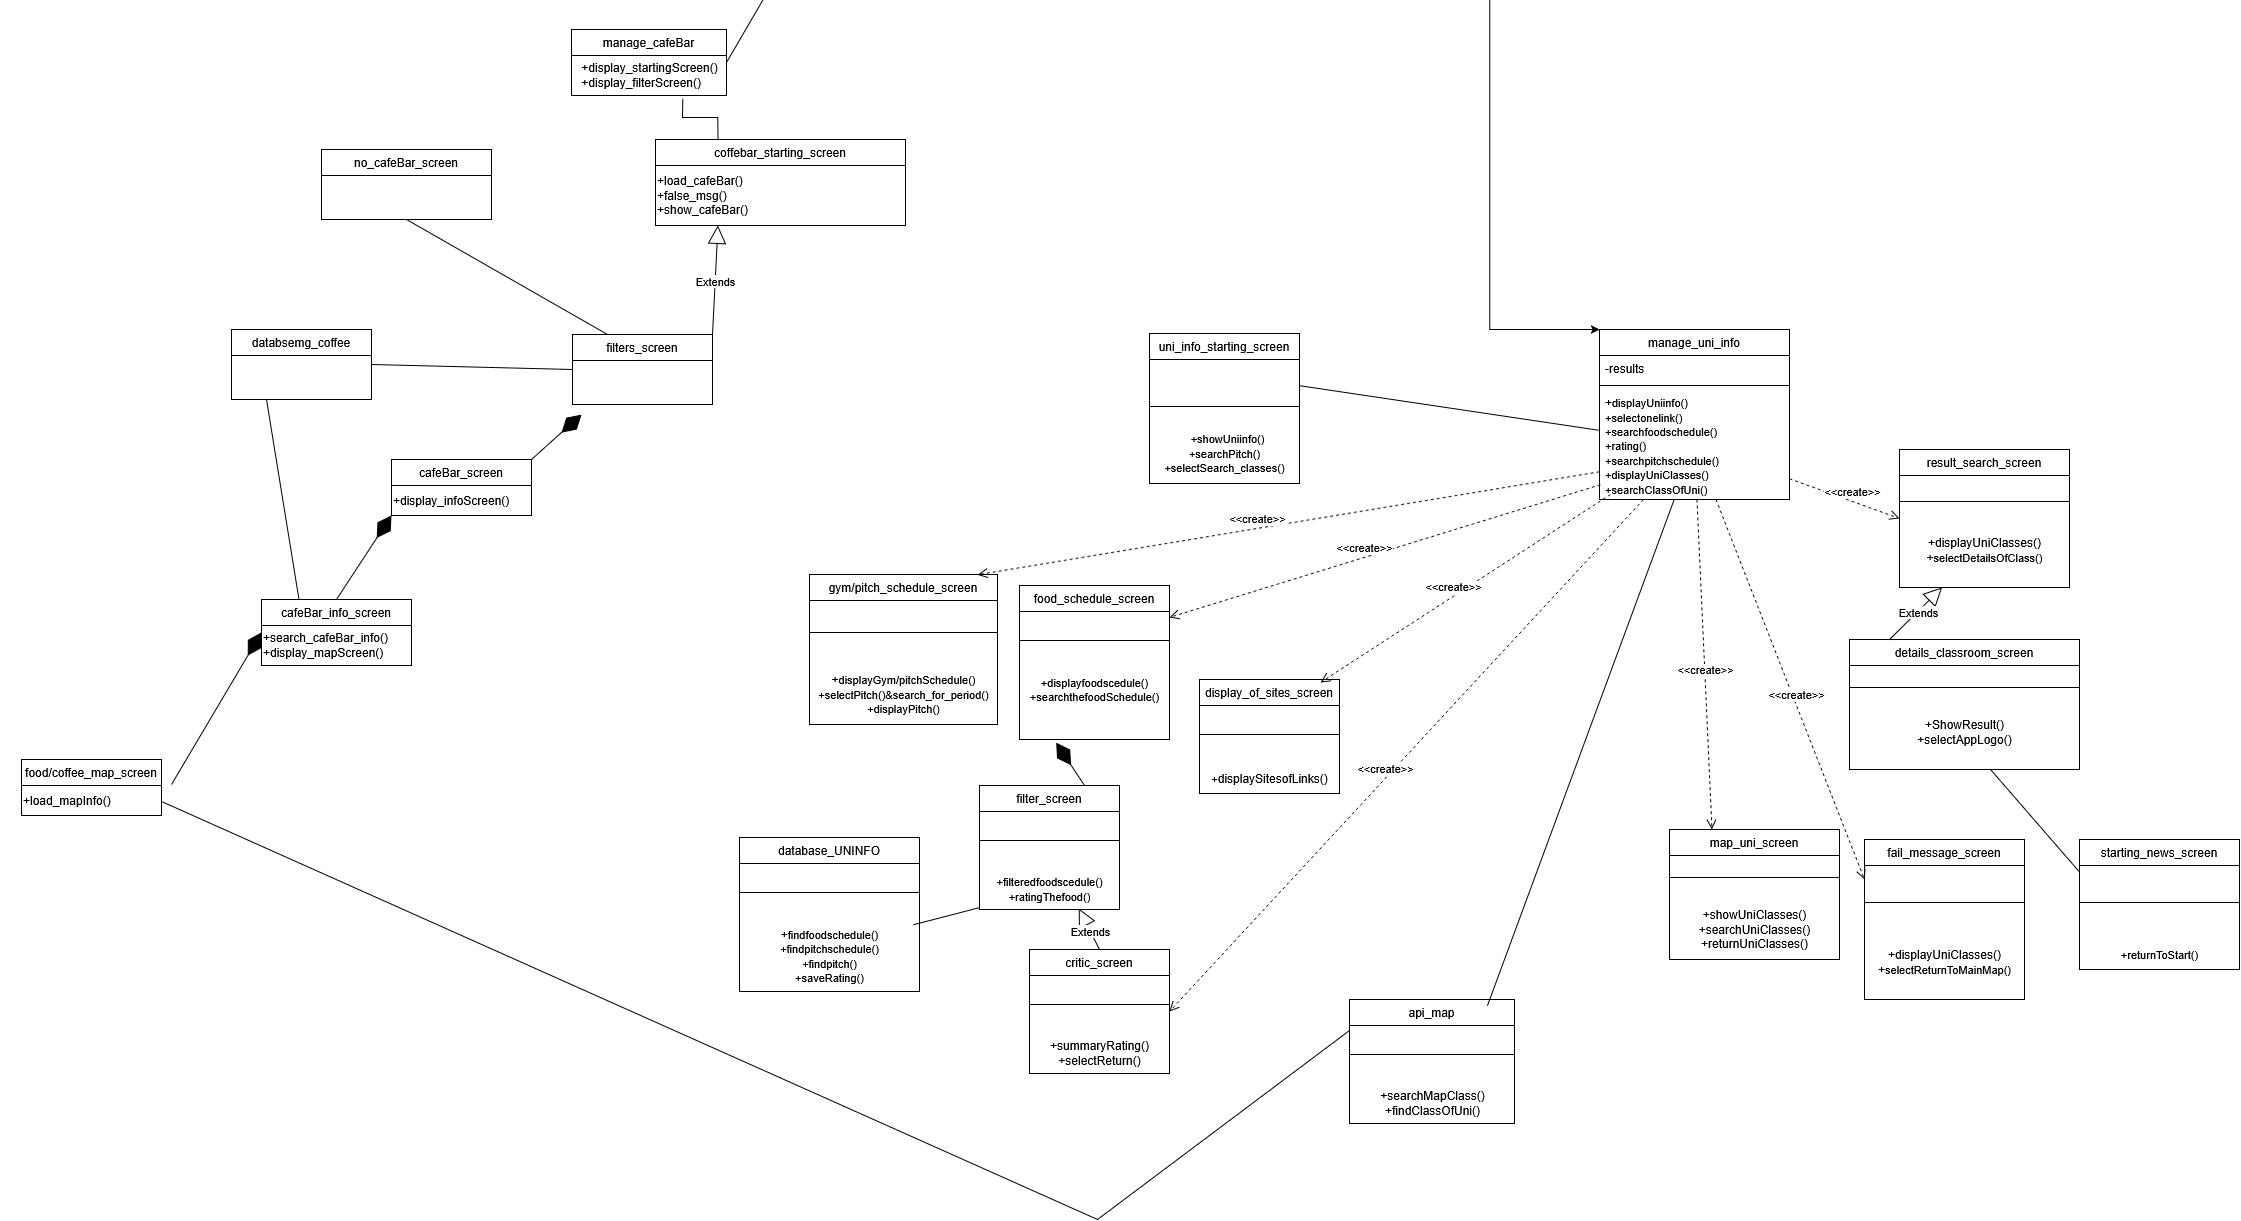 manage_cafeBar
+display_startingScreen()
+display_filterScreen()
coffebar_starting_screen
+load_cafeBar()
+false_msg()
+show_cafeBar()
no_cafeBar_screen
Extends
databsemg_coffee
filters_screen
cafeBar_screen
+display_infoScreen()
cafeBar_info_screen
+search_cafeBar_info()
+display_mapScreen()
food/coffee_map_screen
+load_mapInfo()
uni_info_starting_screen
+showUniinfo()
+searchPitch()
+selectSearch_classes()
manage_uni_info
-results
+displayUniinfo()
+selectonelink()
+searchfoodschedule()
+rating()
+searchpitchschedule()
+displayUniClasses()
+searchClassOfUni()
<<create>>
<<create>>
<<create>>
<<create>>
<<create>>
<<create>>
<<create>>
result_search_screen
+displayUniClasses()
+selectDetailsOfClass()
Extends
details_classroom_screen
+ShowResult()
+selectAppLogo()
gym/pitch_schedule_screen
+displayGym/pitchSchedule()
+selectPitch()&search_for_period()
+displayPitch()
food_schedule_screen
+displayfoodscedule()
+searchthefoodSchedule()
display_of_sites_screen
+displaySitesofLinks()
filter_screen
+filteredfoodscedule()
+ratingThefood()
database_UNINFO
+findfoodschedule()
+findpitchschedule()
+findpitch()
+saveRating()
Extends
critic_screen
+summaryRating()
+selectReturn()
api_map
+searchMapClass()
+findClassOfUni()
map_uni_screen
+showUniClasses()
+searchUniClasses()
+returnUniClasses()
fail_message_screen
+displayUniClasses()
+selectReturnToMainMap()
starting_news_screen
+returnToStart()